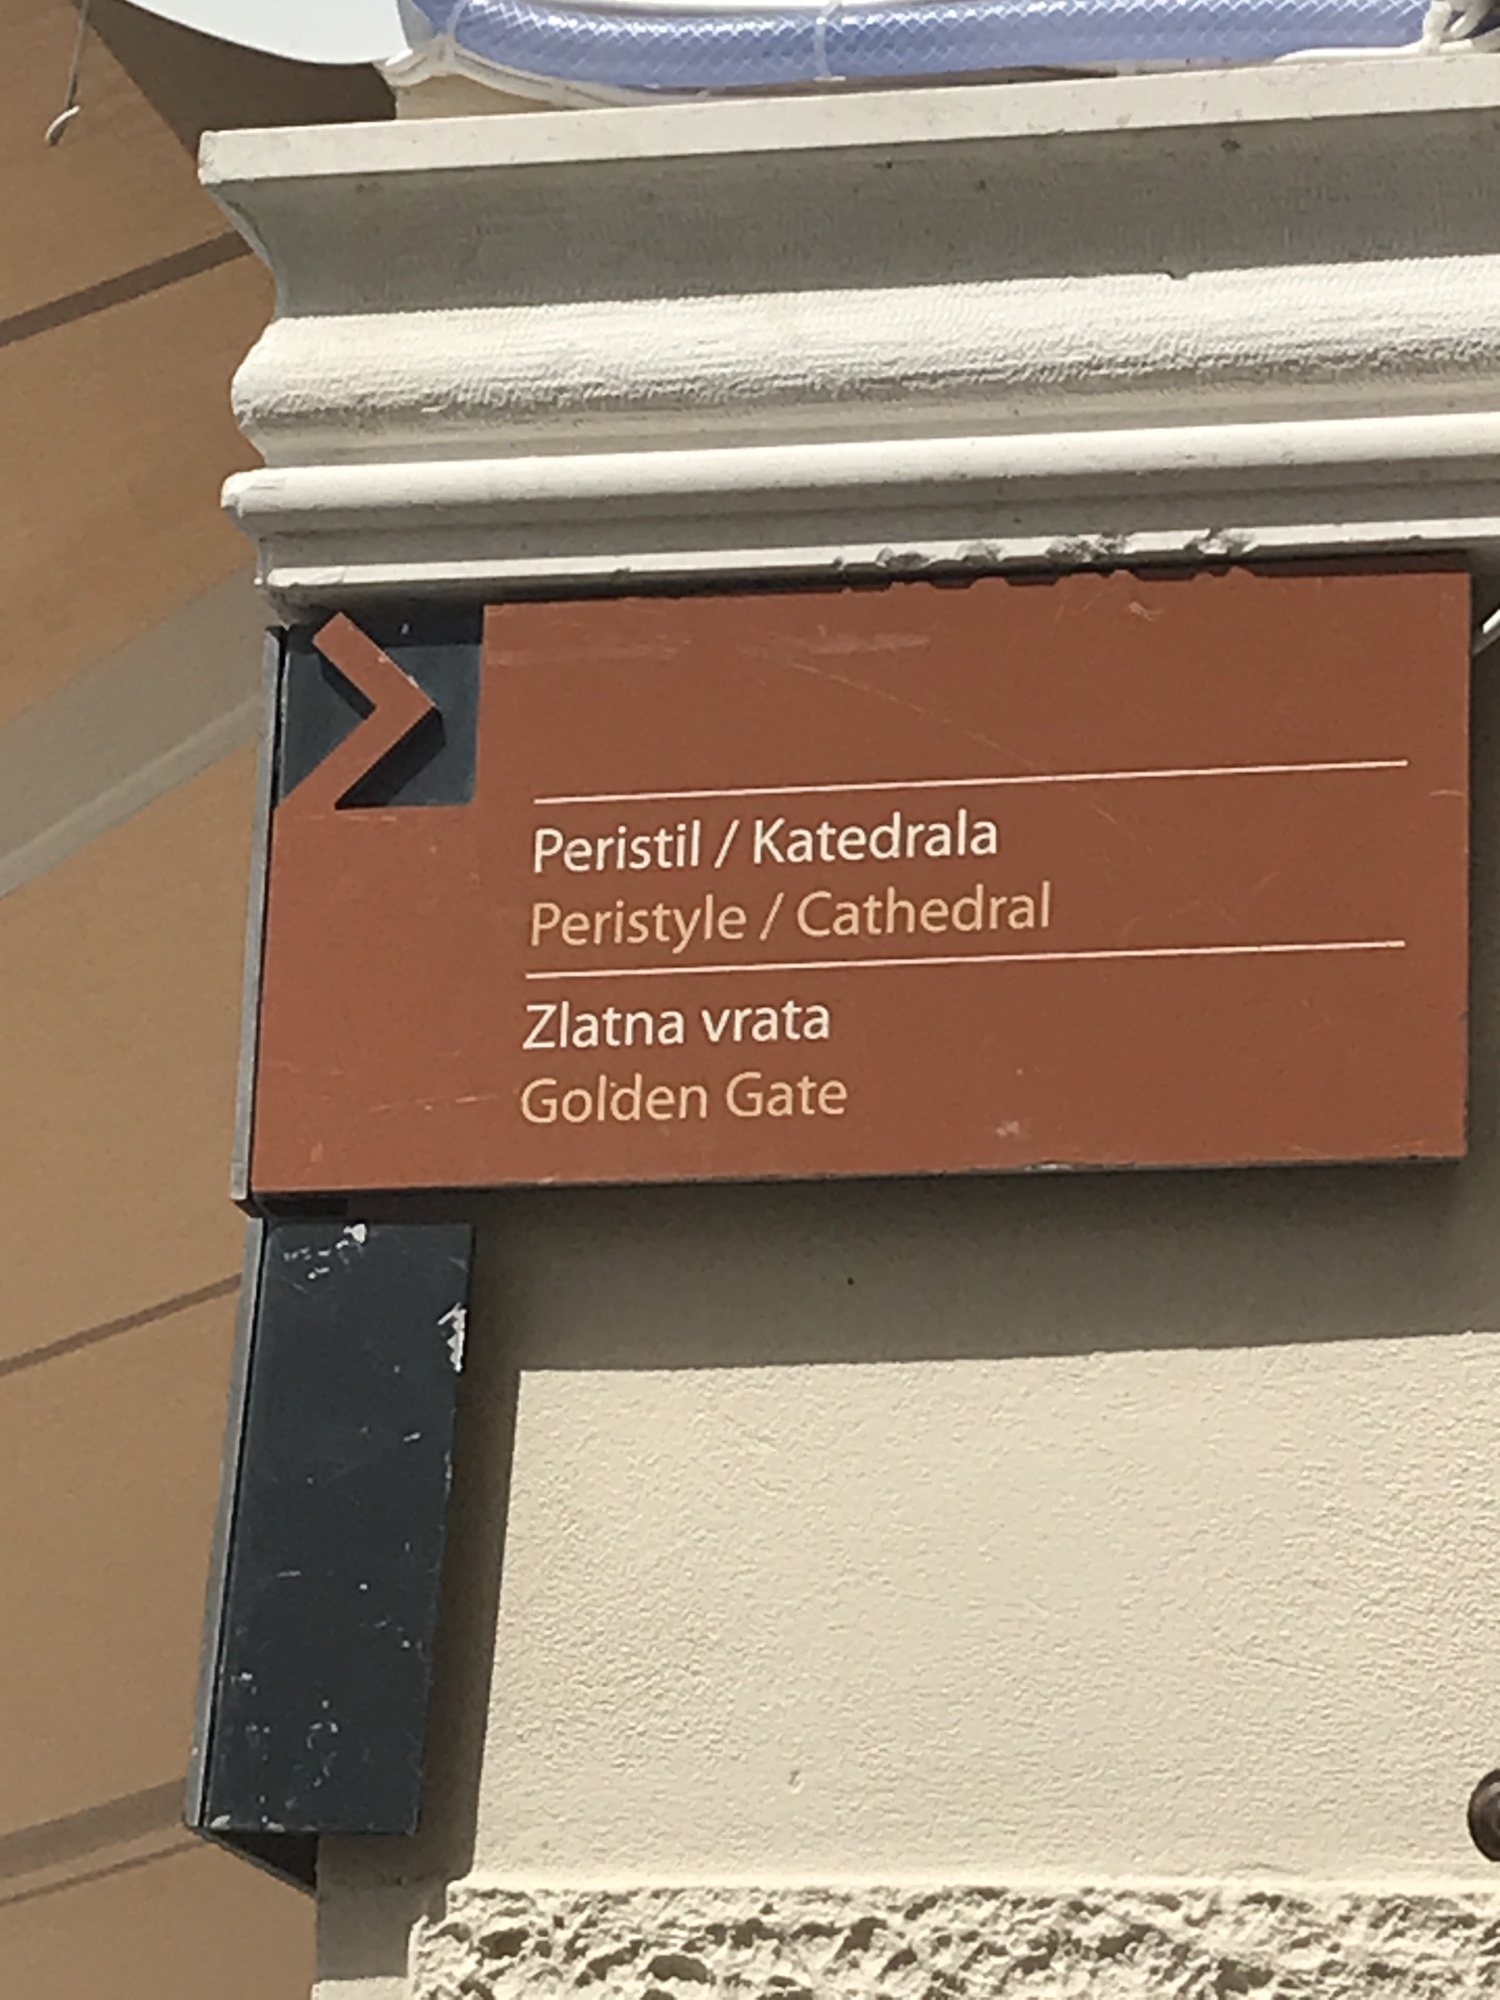 Peristil / Katedrala
Peristyle / Cathedral
Zlatna vrata
Golden Gate